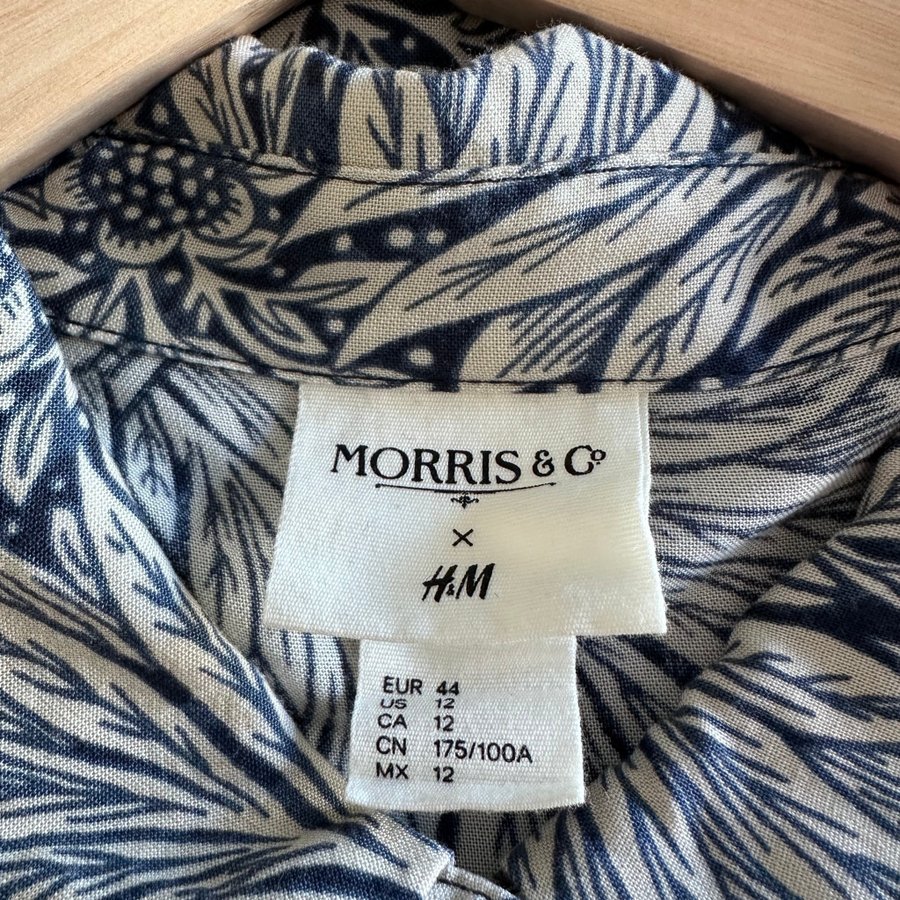 MORRIS & Co
×
H&M
EUR 44
US 12
CA 12
CN 175/100A
MX 12